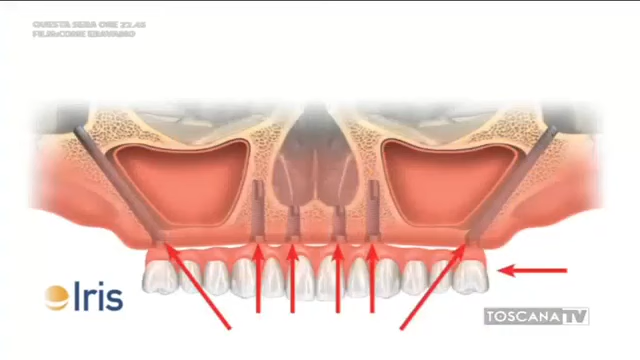 QUESTA SERA ORE 22.45
FILM: COME ERAVAMO
Iris
TOSCANA TV